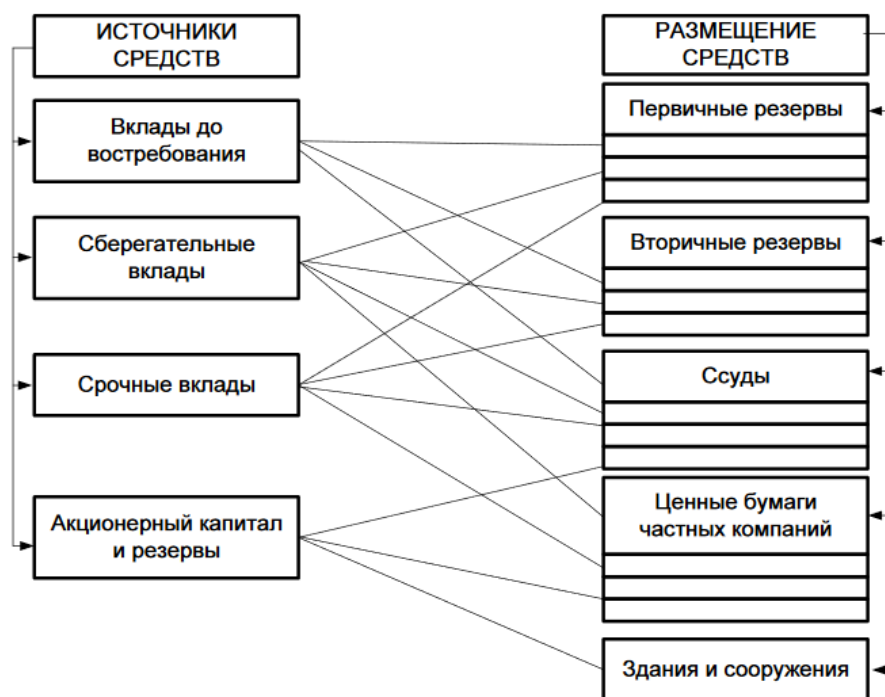 ИСТОЧНИКИ
СРЕДСТВ
Вклады до
востребования
Сберегательные
вклады
Срочные вклады
Акционерный капитал
и резервы
РАЗМЕЩЕНИЕ
СРЕДСТВ
Первичные резервы
Вторичные резервы
Ссуды
Ценные бумаги
частных компаний
Здания и сооружения